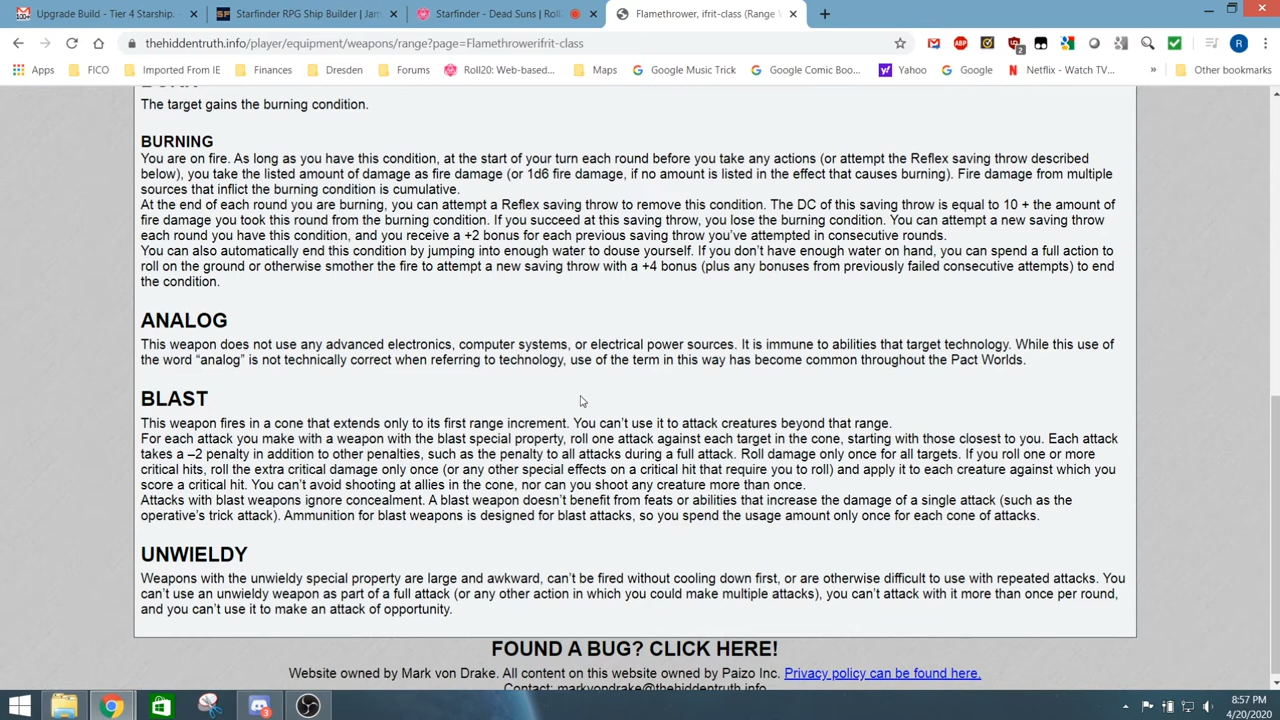 100+ Upgrade Build - Tier 4 Starship.
SF Starfinder RPG Ship Builder | Jam
Starfinder - Dead Suns | Roll
Flamethrower, ifrit-class (Range W
thehiddentruth.info/player/equipment/weapons/range?page=Flamethrowerifrit-class
Apps FICO Imported From IE Finances Dresden Forums Roll20: Web-based... Maps Google Music Trick Google Comic Boo... Yahoo Google Netflix - Watch TV... » Other bookmarks
The target gains the burning condition.
BURNING
You are on fire. As long as you have this condition, at the start of your turn each round before you take any actions (or attempt the Reflex saving throw described
below), you take the listed amount of damage as fire damage (or 1d6 fire damage, if no amount is listed in the effect that causes burning). Fire damage from multiple
sources that inflict the burning condition is cumulative.
At the end of each round you are burning, you can attempt a Reflex saving throw to remove this condition. The DC of this saving throw is equal to 10 + the amount of
fire damage you took this round from the burning condition. If you succeed at this saving throw, you lose the burning condition. You can attempt a new saving throw
each round you have this condition, and you receive a +2 bonus for each previous saving throw you’ve attempted in consecutive rounds.
You can also automatically end this condition by jumping into enough water to douse yourself. If you don’t have enough water on hand, you can spend a full action to
roll on the ground or otherwise smother the fire to attempt a new saving throw with a +4 bonus (plus any bonuses from previously failed consecutive attempts) to end
the condition.
ANALOG
This weapon does not use any advanced electronics, computer systems, or electrical power sources. It is immune to abilities that target technology. While this use of
the word “analog” is not technically correct when referring to technology, use of the term in this way has become common throughout the Pact Worlds.
BLAST
This weapon fires in a cone that extends only to its first range increment. You can’t use it to attack creatures beyond that range.
For each attack you make with a weapon with the blast special property, roll one attack against each target in the cone, starting with those closest to you. Each attack
takes a –2 penalty in addition to other penalties, such as the penalty to all attacks during a full attack. Roll damage only once for all targets. If you roll one or more
critical hits, roll the extra critical damage only once (or any other special effects on a critical hit that require you to roll) and apply it to each creature against which you
score a critical hit. You can’t avoid shooting at allies in the cone, nor can you shoot any creature more than once.
Attacks with blast weapons ignore concealment. A blast weapon doesn’t benefit from feats or abilities that increase the damage of a single attack (such as the
operative’s trick attack). Ammunition for blast weapons is designed for blast attacks, so you spend the usage amount only once for each cone of attacks.
UNWIELDY
Weapons with the unwieldy special property are large and awkward, can’t be fired without cooling down first, or are otherwise difficult to use with repeated attacks. You
can’t use an unwieldy weapon as part of a full attack (or any other action in which you could make multiple attacks), you can’t attack with it more than once per round,
and you can’t use it to make an attack of opportunity.
FOUND A BUG? CLICK HERE!
Website owned by Mark von Drake. All content on this website owned by Paizo Inc. Privacy policy can be found here.
Contact: markvondrake@thehiddentruth.info
8:57 PM
4/20/2020